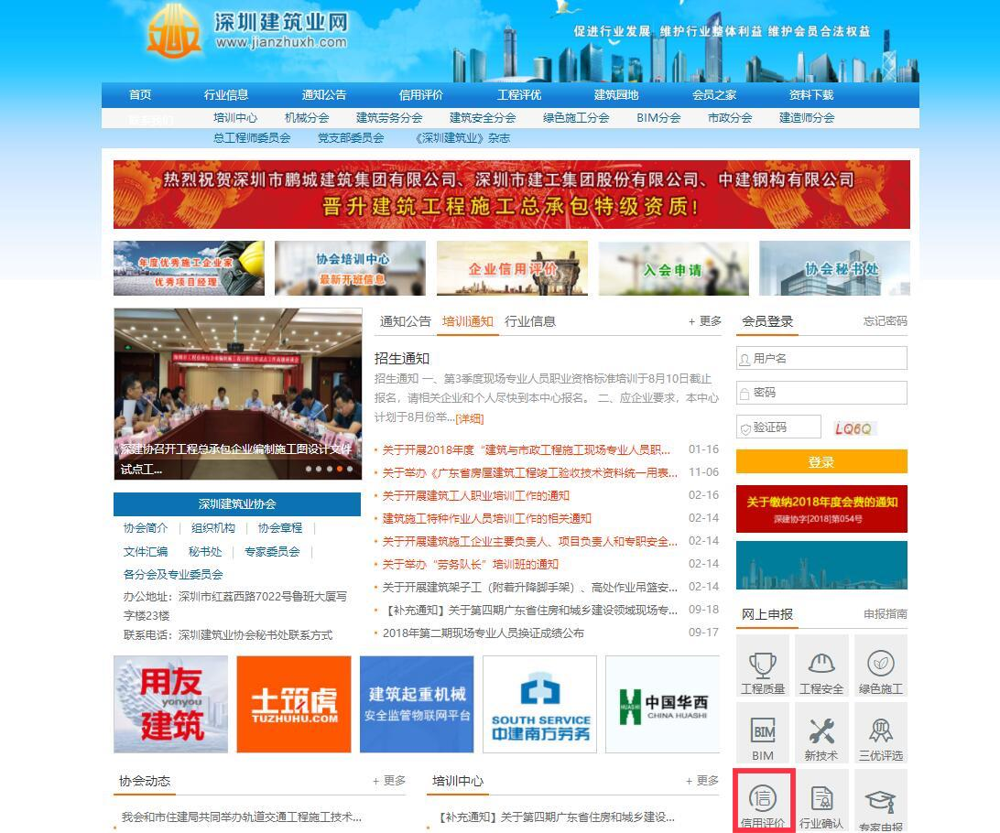 深圳建筑业网
www.jianzhuxh.com
促进行业发展 维护行业整体利益 维护会员合法权益
首页 行业信息 通知公告 信用评价 工程评优 建筑园地 会员之家 资料下载
联系我们 培训中心 机械分会 建筑劳务分会 建筑安全分会 绿色施工分会 BIM分会 市政分会 建造师分会
总工程师委员会 党支部委员会 《深圳建筑业》杂志
热烈祝贺深圳市鹏城建筑集团有限公司、深圳市建工集团股份有限公司、中建钢构有限公司
晋升建筑工程施工总承包特级资质!
年度优秀施工企业家
优秀项目经理
协会培训中心
最新开班信息
企业信用评价
入会申请
协会秘书处
深建协召开工程总承包企业编制施工图设计文件
试点工...
通知公告 培训通知 行业信息 + 更多
招生通知
招生通知 一、第3季度现场专业人员职业资格标准培训于8月10日截止
报名，请相关企业和个人尽快到本中心报名。 二、应企业要求，本中心
计划于8月份举...[详细]
关于开展2018年度“建筑与市政工程施工现场专业人员职... 01-16
关于举办《广东省房屋建筑工程竣工验收技术资料统一用表... 11-06
关于开展建筑工人职业培训工作的通知 02-16
建筑施工特种作业人员培训工作的相关通知 02-14
关于开展建筑施工企业主要负责人、项目负责人和专职安全... 02-14
关于举办“劳务队长”培训班的通知 02-14
关于开展建筑架子工（附着升降脚手架）、高处作业吊篮安... 02-14
【补充通知】关于第四期广东省住房和城乡建设领域现场专... 09-18
2018年第二期现场专业人员换证成绩公布 09-17
会员登录 忘记密码
用户名
密码
验证码 LQ6Q
登录
关于缴纳2018年度会费的通知
深建协字[2018]第054号
深圳建筑业协会
协会简介 | 组织机构 | 协会章程 |
文件汇编 秘书处 | 专家委员会 |
各分会及专业委员会
办公地址：深圳市红荔西路7022号鲁班大厦写
字楼23楼
联系电话：深圳建筑业协会秘书处联系方式
网上申报 申报指南
工程质量 工程安全 绿色施工
BIM
BIM 新技术 三优评选
信
信用评价 行业确认 专家申报
用友
yonyou
建筑
土筑虎
TUZHUHU.COM
建筑起重机械
安全监管物联网平台
SOUTH SERVICE
中建南方劳务
HUASHI
中国华西
CHINA HUASHI
协会动态 + 更多
我会和市住建局共同举办轨道交通工程施工技术...
培训中心 + 更多
【补充通知】关于第四期广东省住房和城乡建设...